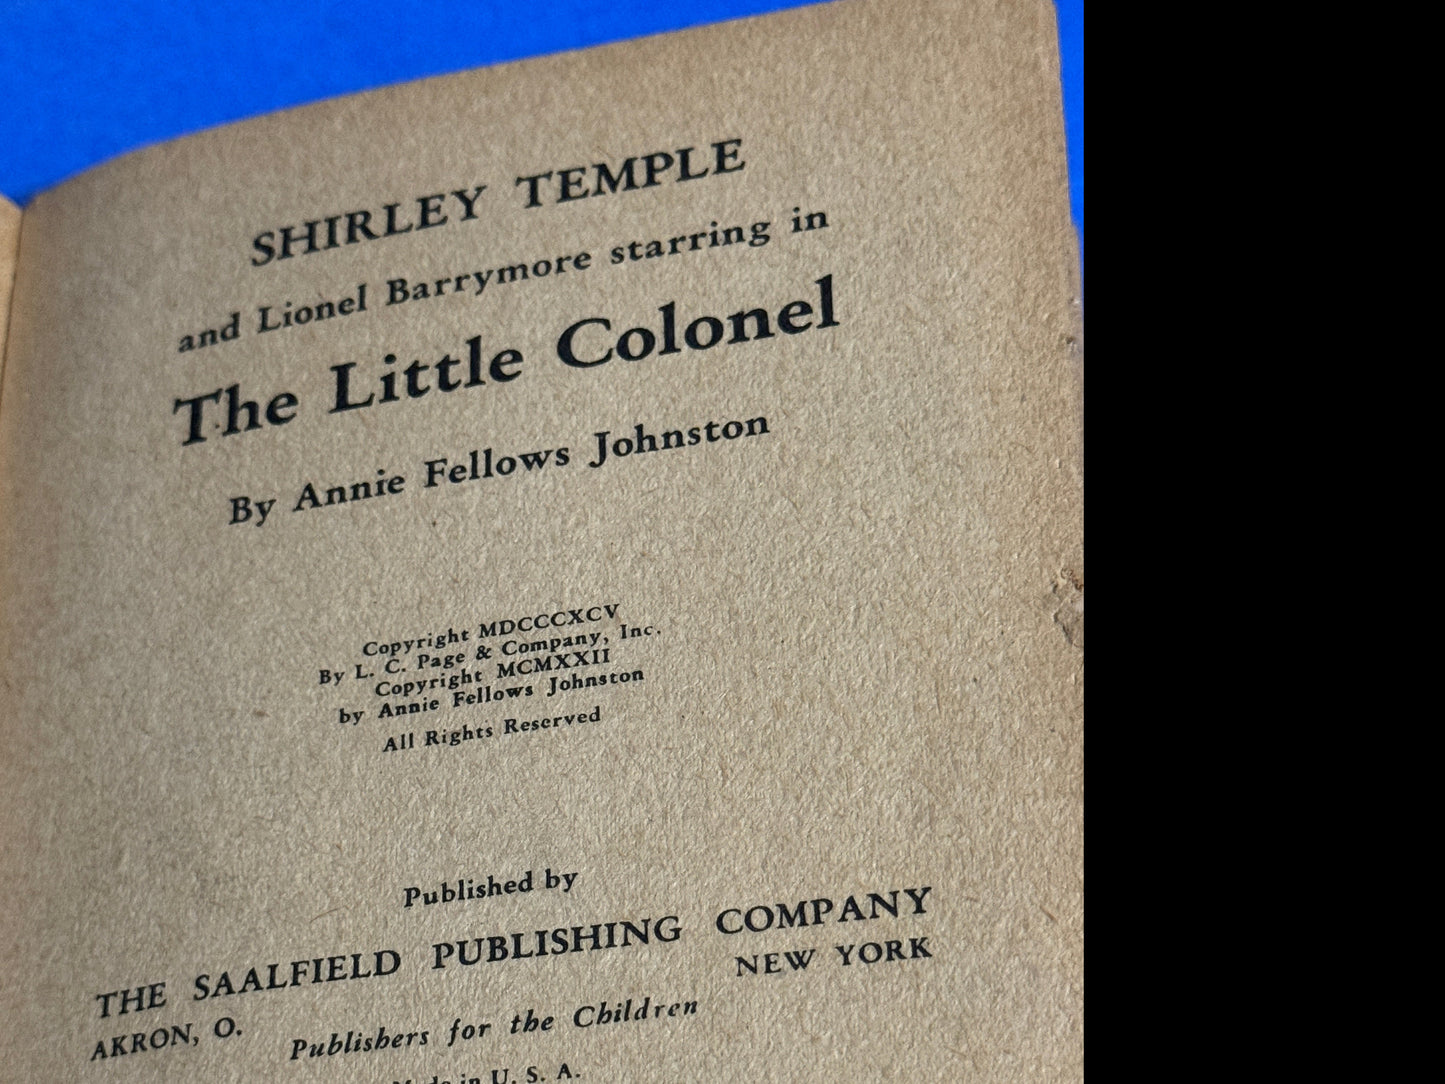 SHIRLEY TEMPLE
and Lionel Barrymore starring in
The Little Colonel
By Annie Fellows Johnston
Copyright MDCCCXCV
By L. C. Page & Company, Inc.
Copyright MCMXXII
by Annie Fellows Johnston
All Rights Reserved
Published by
THE SAALFIELD PUBLISHING COMPANY
AKRON, O. NEW YORK
Publishers for the Children
Made in U. S. A.